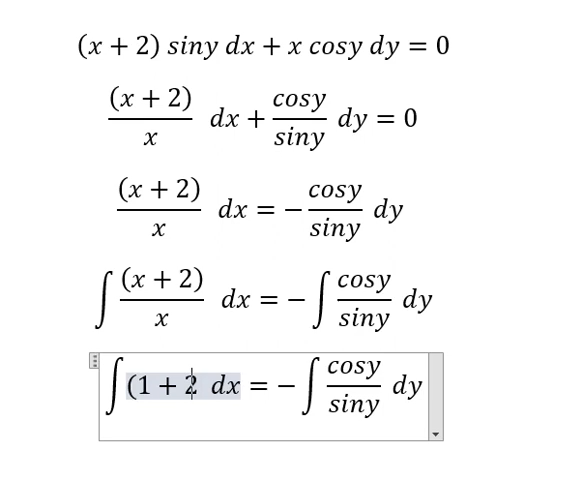 (x + 2) siny dx + x cosy dy = 0
(x + 2)/x dx + cosy/siny dy = 0
(x + 2)/x dx = − cosy/siny dy
∫ (x + 2)/x dx = − ∫ cosy/siny dy
∫ (1 + 2 dx = − ∫ cosy/siny dy